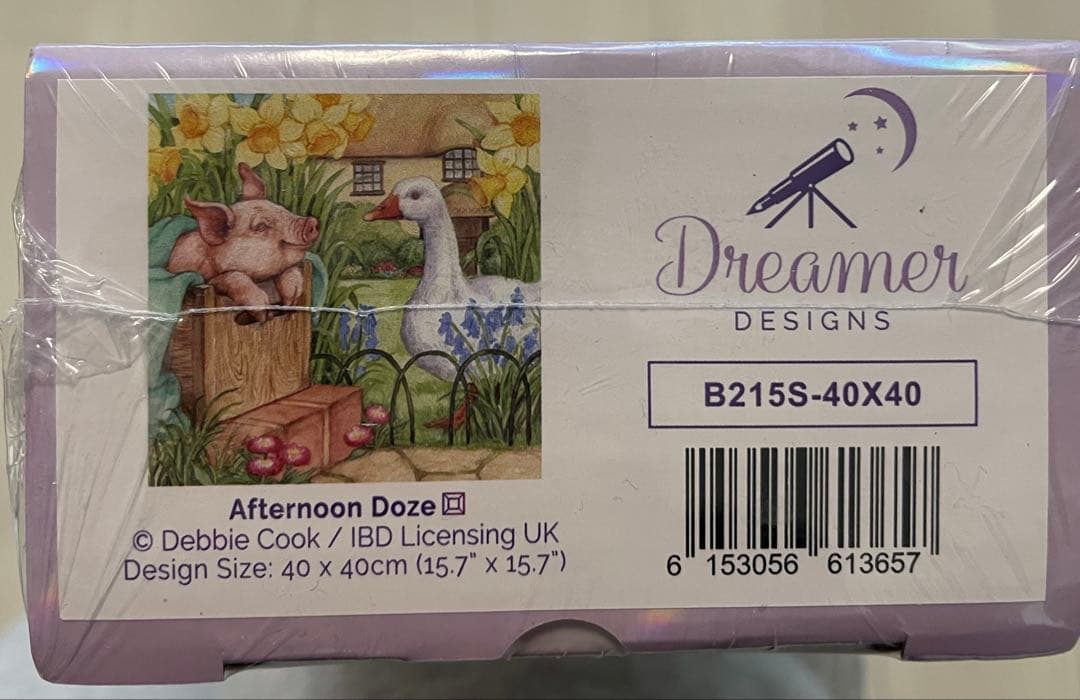 Dreamer
DESIGNS
B215S-40X40
6 153056 613657
Afternoon Doze
© Debbie Cook / IBD Licensing UK
Design Size: 40 x 40cm (15.7" x 15.7")